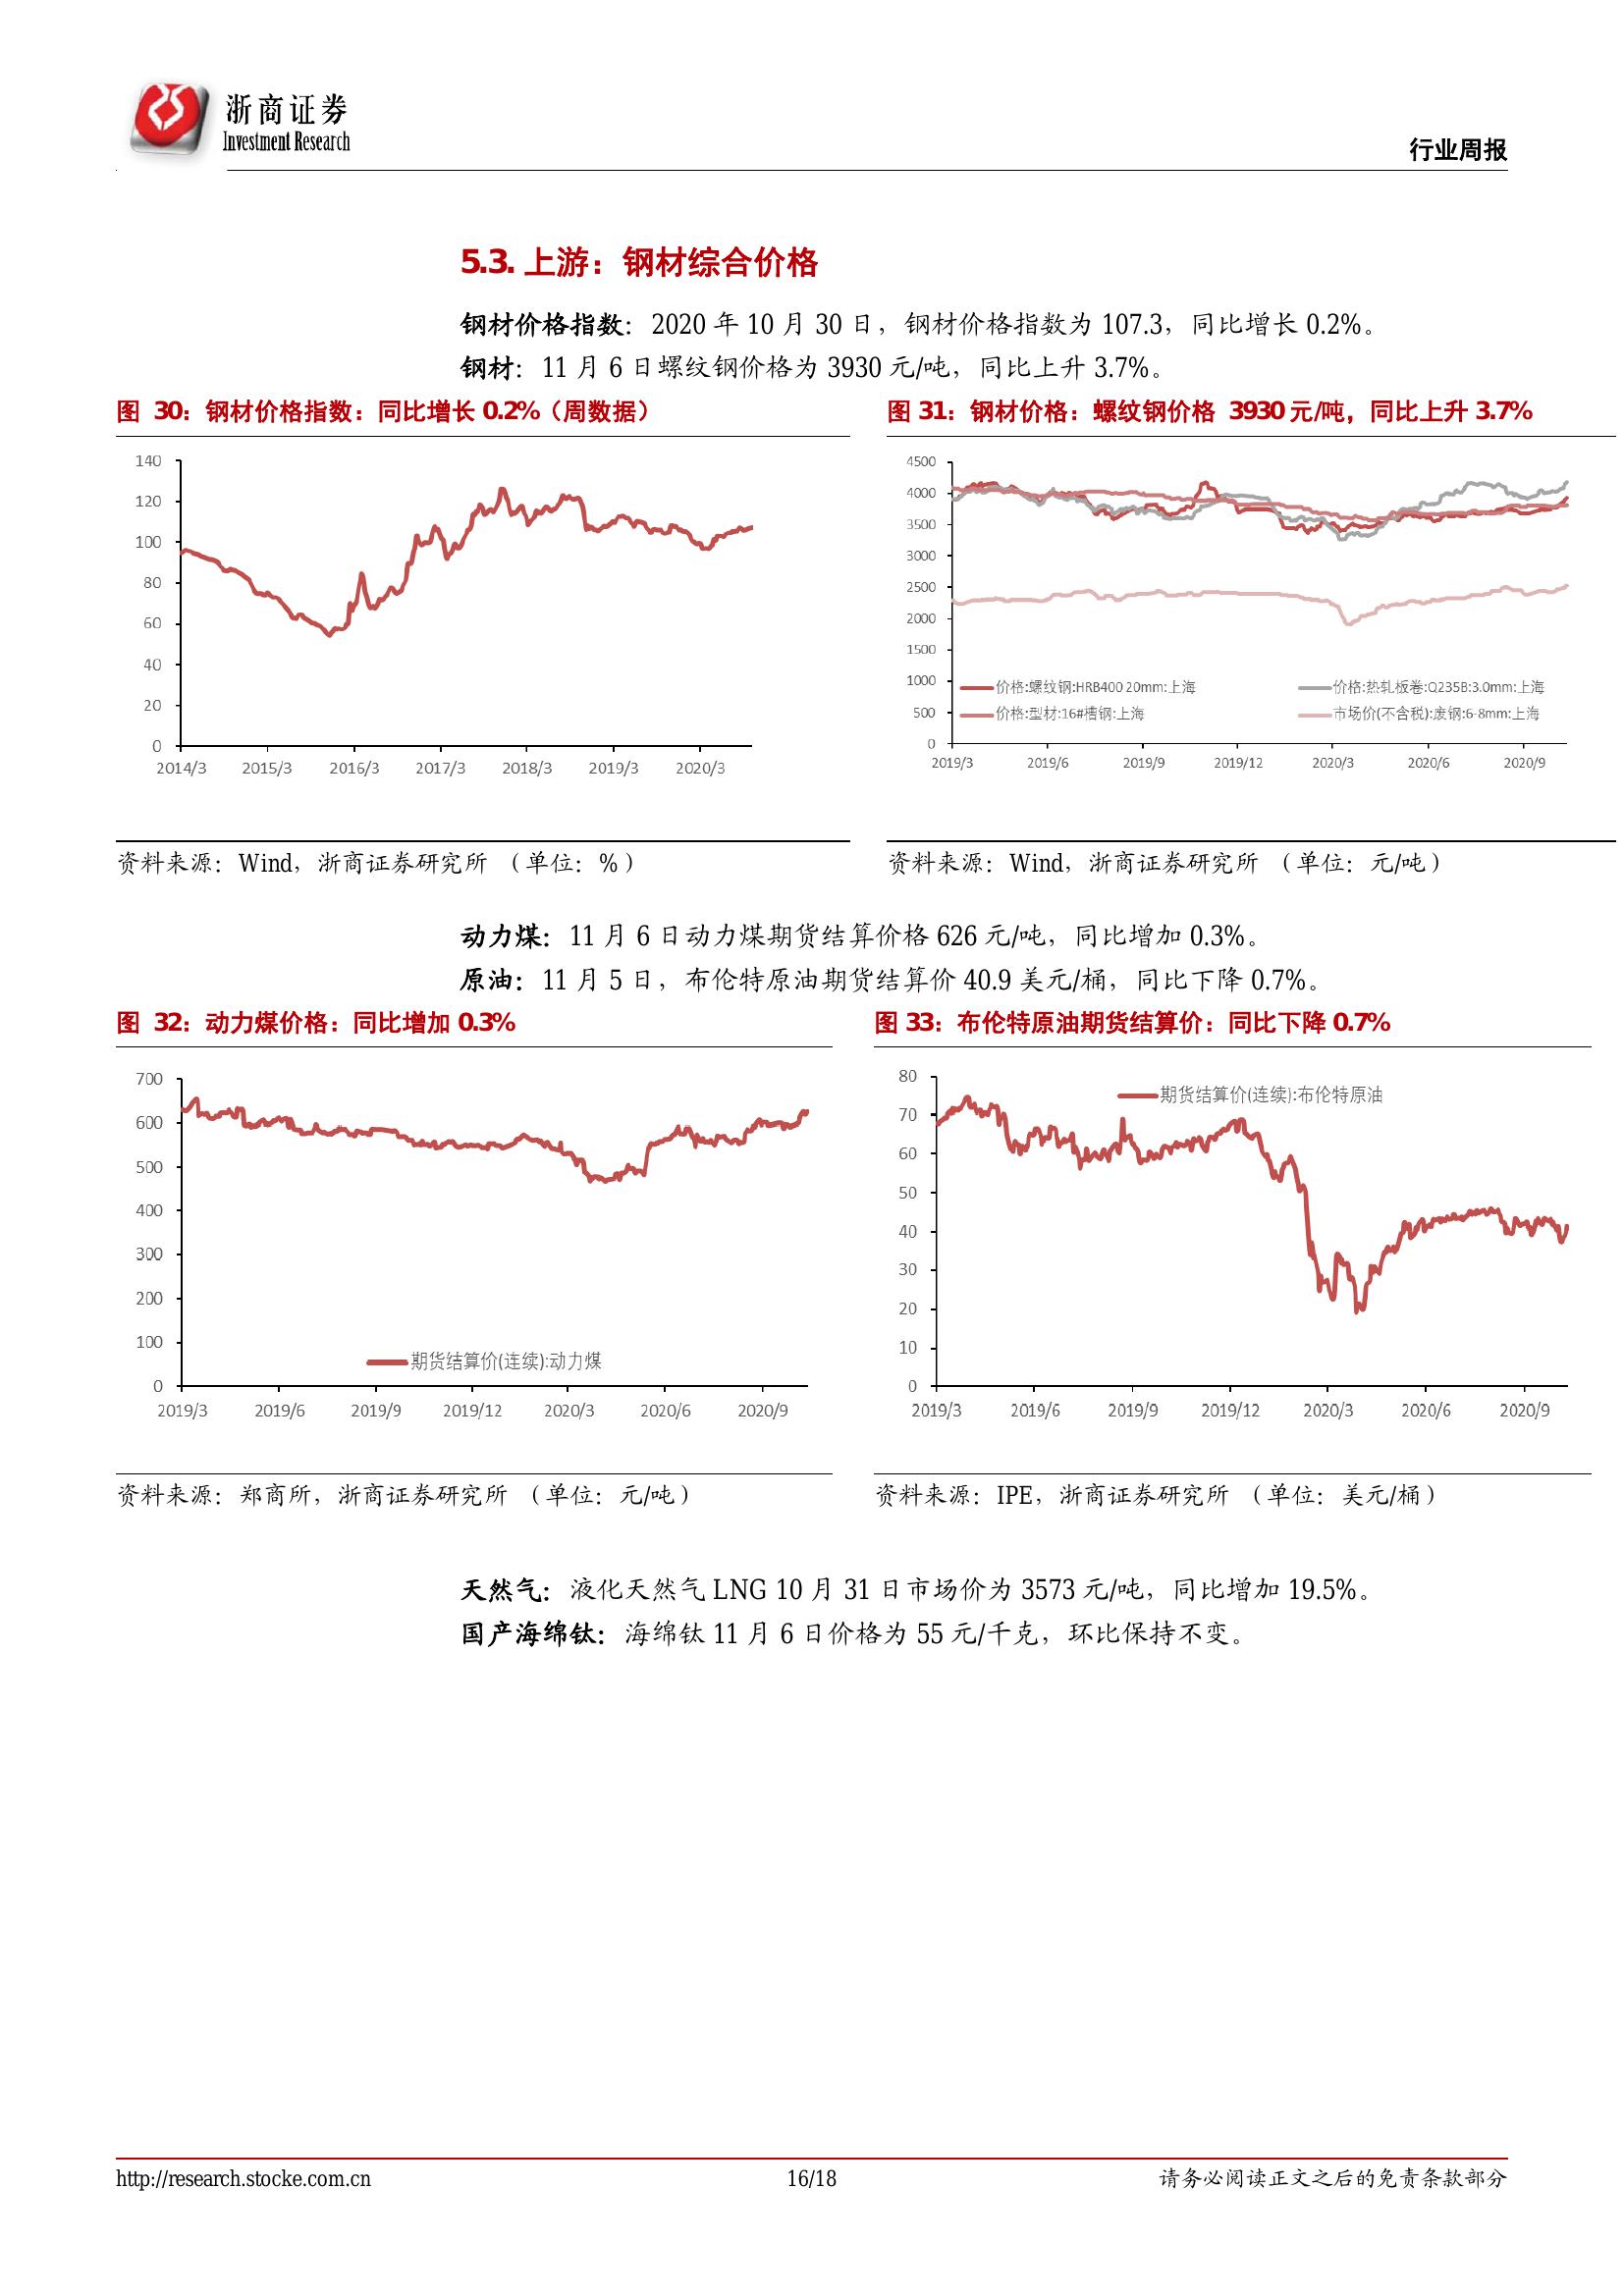 浙商证券
Investment Research
行业周报
5.3. 上游：钢材综合价格
钢材价格指数：2020 年 10 月 30 日，钢材价格指数为 107.3，同比增长 0.2%。
钢材：11 月 6 日螺纹钢价格为 3930 元/吨，同比上升 3.7%。
图 30：钢材价格指数：同比增长 0.2%（周数据）
140
120
100
80
60
40
20
0
2014/3 2015/3 2016/3 2017/3 2018/3 2019/3 2020/3
资料来源：Wind，浙商证券研究所 （单位：%）
图 31：钢材价格：螺纹钢价格 3930 元/吨，同比上升 3.7%
4500
4000
3500
3000
2500
2000
1500
1000
500
0
价格:螺纹钢:HRB400 20mm:上海 价格:热轧板卷:Q235B:3.0mm:上海
价格:型材:16#槽钢:上海 市场价(不含税):废钢:6-8mm:上海
2019/3 2019/6 2019/9 2019/12 2020/3 2020/6 2020/9
资料来源：Wind，浙商证券研究所 （单位：元/吨）
动力煤：11 月 6 日动力煤期货结算价格 626 元/吨，同比增加 0.3%。
原油：11 月 5 日，布伦特原油期货结算价 40.9 美元/桶，同比下降 0.7%。
图 32：动力煤价格：同比增加 0.3%
700
600
500
400
300
200
100
0
期货结算价(连续):动力煤
2019/3 2019/6 2019/9 2019/12 2020/3 2020/6 2020/9
资料来源：郑商所，浙商证券研究所 （单位：元/吨）
图 33：布伦特原油期货结算价：同比下降 0.7%
80
70
60
50
40
30
20
10
0
期货结算价(连续):布伦特原油
2019/3 2019/6 2019/9 2019/12 2020/3 2020/6 2020/9
资料来源：IPE，浙商证券研究所 （单位：美元/桶）
天然气：液化天然气 LNG 10 月 31 日市场价为 3573 元/吨，同比增加 19.5%。
国产海绵钛：海绵钛 11 月 6 日价格为 55 元/千克，环比保持不变。
http://research.stocke.com.cn 16/18 请务必阅读正文之后的免责条款部分